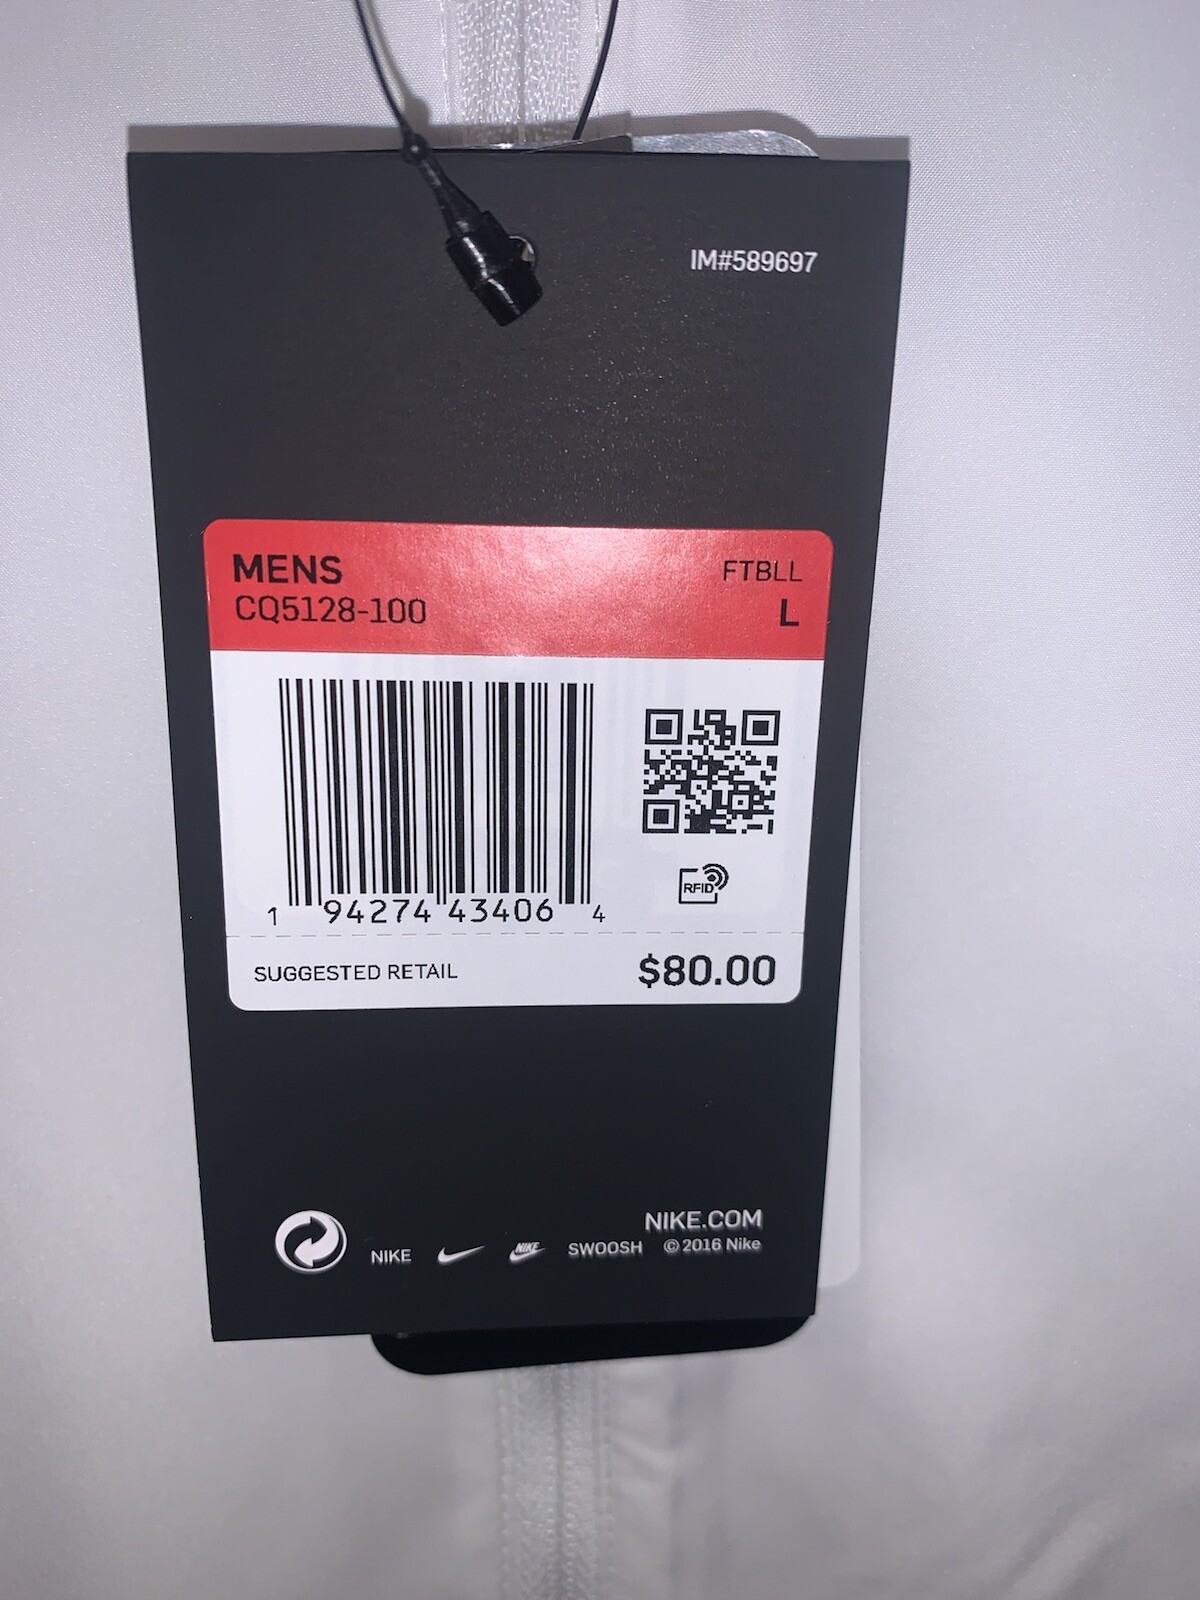 IM#589697
MENS
FTBLL
CQ5128-100
L
1 94274 43406 4
RFID
SUGGESTED RETAIL
$80.00
NIKE.COM
NIKE NIKE SWOOSH © 2016 Nike